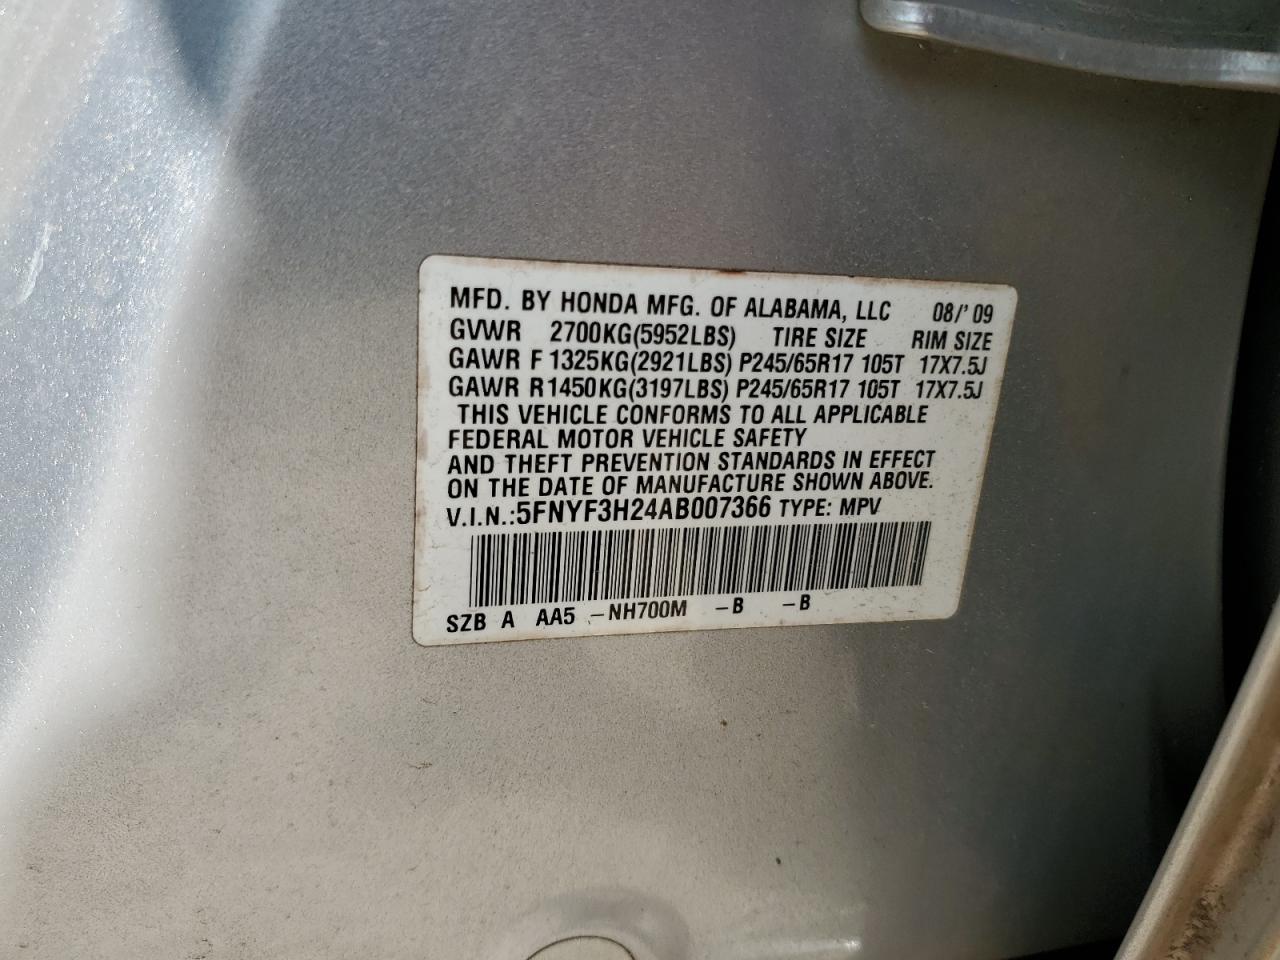 MFD. BY HONDA MFG. OF ALABAMA, LLC 08/'09
GVWR 2700KG(5952LBS) TIRE SIZE RIM SIZE
GAWR F 1325KG(2921LBS) P245/65R17 105T 17X7.5J
GAWR R1450KG(3197LBS) P245/65R17 105T 17X7.5J
THIS VEHICLE CONFORMS TO ALL APPLICABLE
FEDERAL MOTOR VEHICLE SAFETY
AND THEFT PREVENTION STANDARDS IN EFFECT
ON THE DATE OF MANUFACTURE SHOWN ABOVE.
V.I.N.:5FNYF3H24AB007366 TYPE: MPV
SZB A AA5 -NH700M -B -B